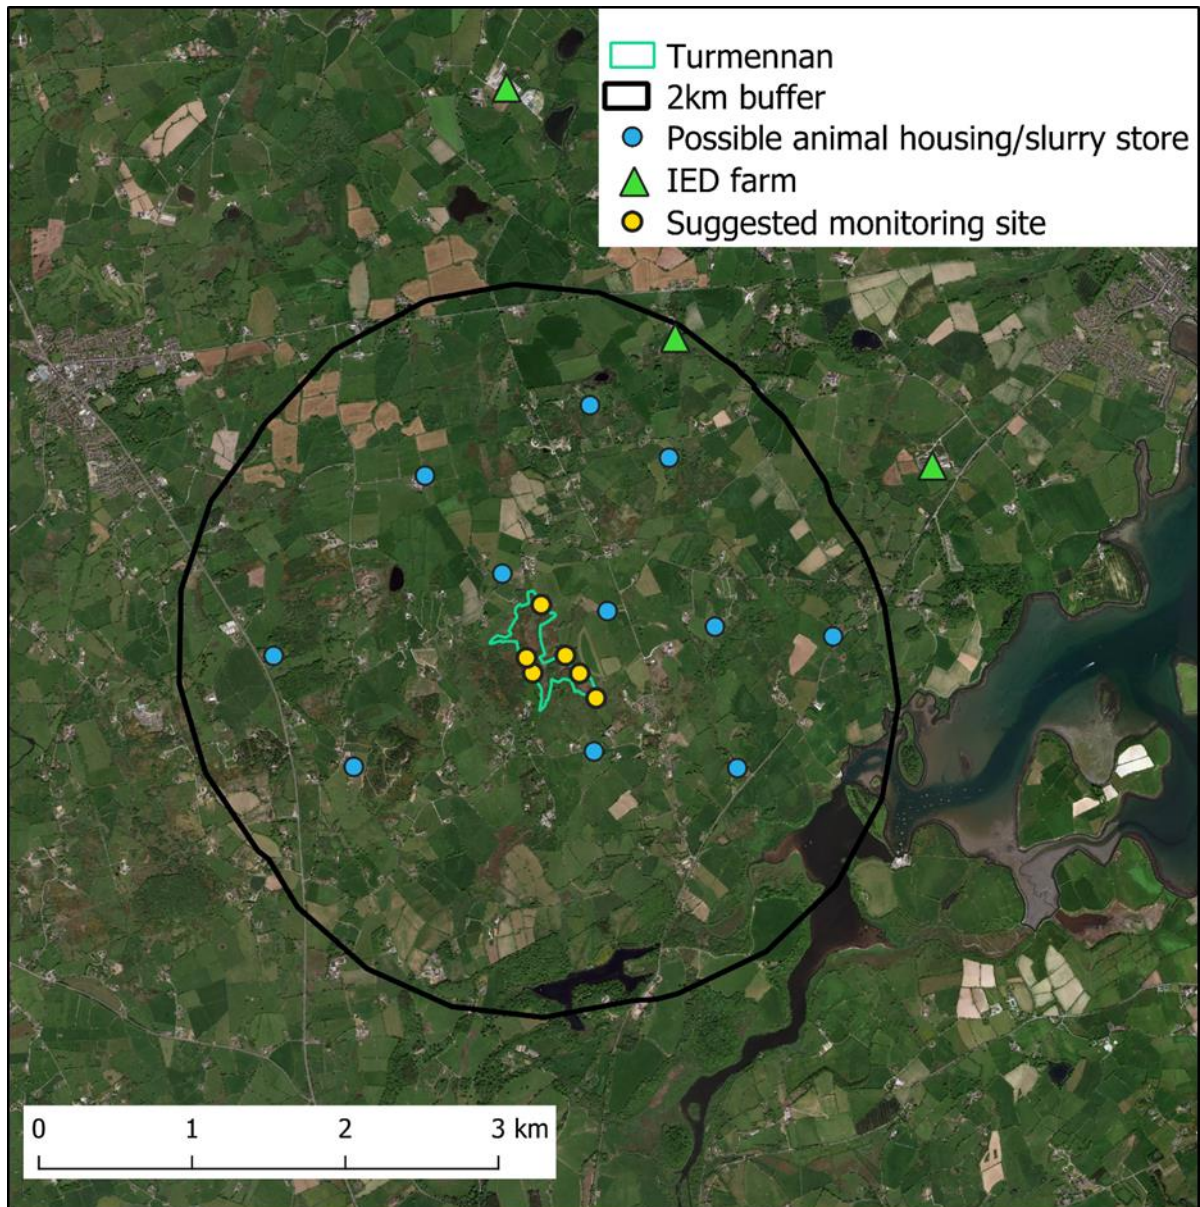 Turmennan
2km buffer
Possible animal housing/slurry store
IED farm
Suggested monitoring site
0 1 2 3 km